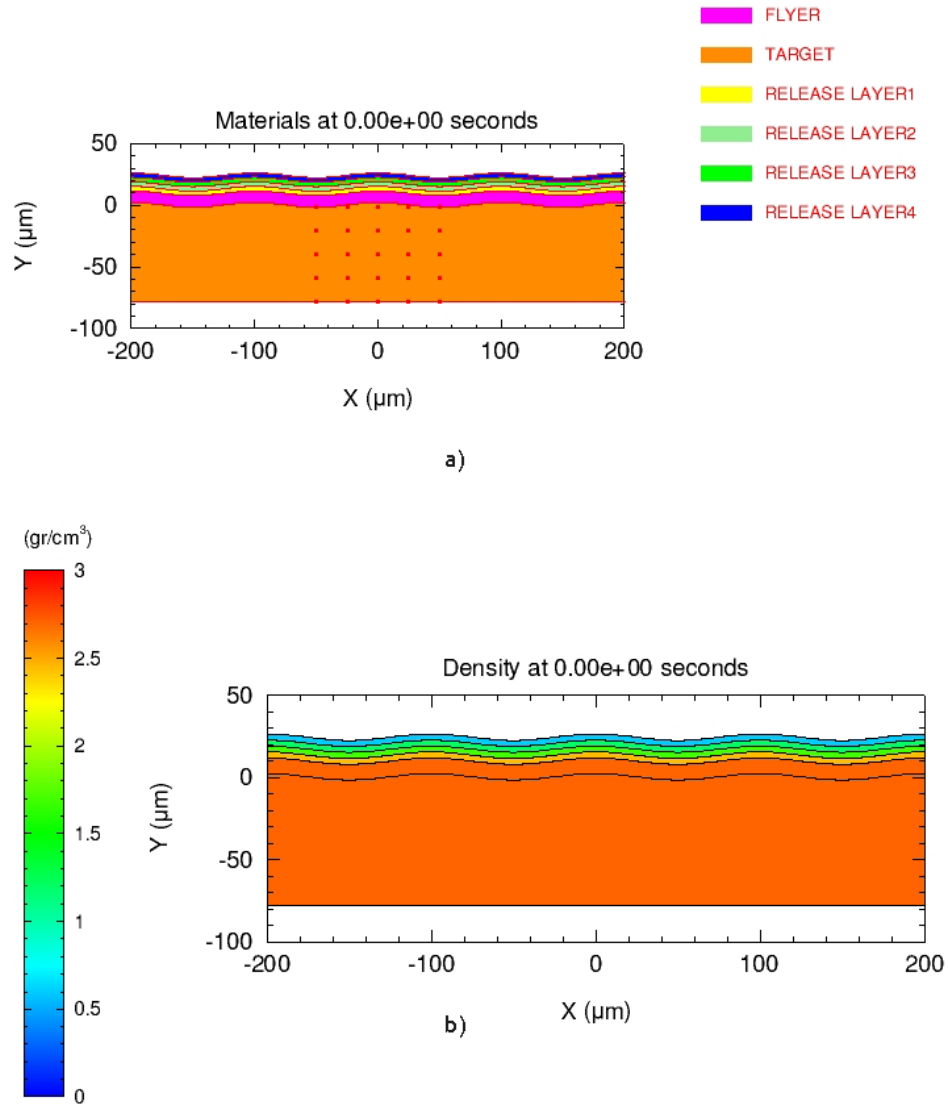 FLYER
TARGET
RELEASE LAYER1
RELEASE LAYER2
RELEASE LAYER3
RELEASE LAYER4
Materials at 0.00e+00 seconds
50
0
-50
-100
Y (µm)
-200
-100
0
100
200
X (µm)
a)
(gr/cm³)
3
2.5
2
1.5
1
0.5
0
Density at 0.00e+00 seconds
50
0
-50
-100
Y (µm)
-200
-100
0
100
200
X (µm)
b)